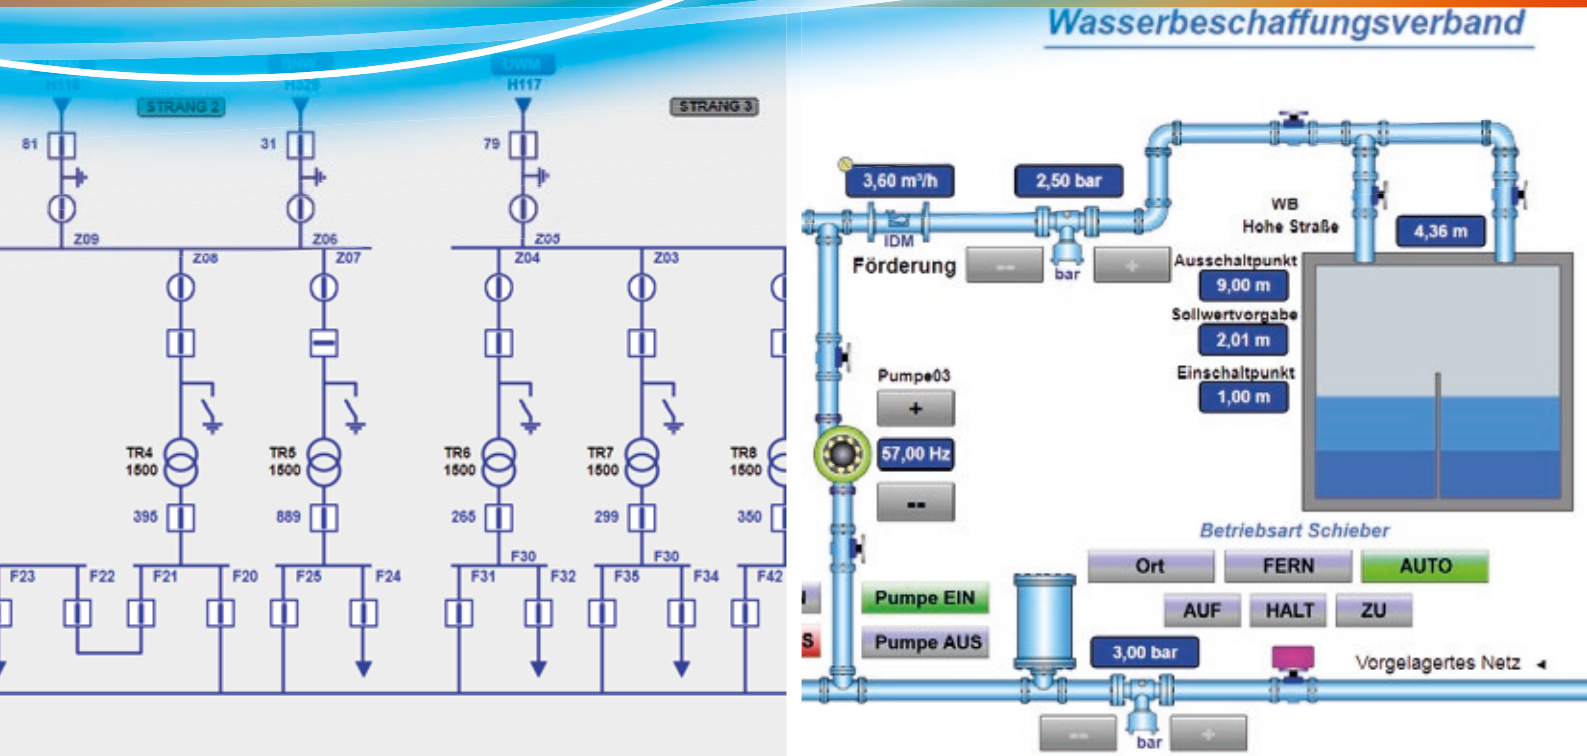 Wasserbeschaffungsverband
UWM
H117
STRANG 2
STRANG 3
81
31
79
Z09
Z06
Z05
Z08
Z07
Z04
Z03
TR4
1500
TR5
1500
TR6
1500
TR7
1500
TR8
1500
395
889
265
299
350
F30
F30
F23
F22
F21
F20
F25
F24
F31
F32
F35
F34
F42
3,60 m³/h
2,50 bar
IDM
Förderung
--
bar
+
WB
Hohe Straße
4,36 m
Ausschaltpunkt
9,00 m
Sollwertvorgabe
2,01 m
Einschaltpunkt
1,00 m
Pumpe03
+
57,00 Hz
--
Betriebsart Schieber
Ort
FERN
AUTO
AUF
HALT
ZU
Pumpe EIN
Pumpe AUS
S
3,00 bar
Vorgelagertes Netz
--
bar
+